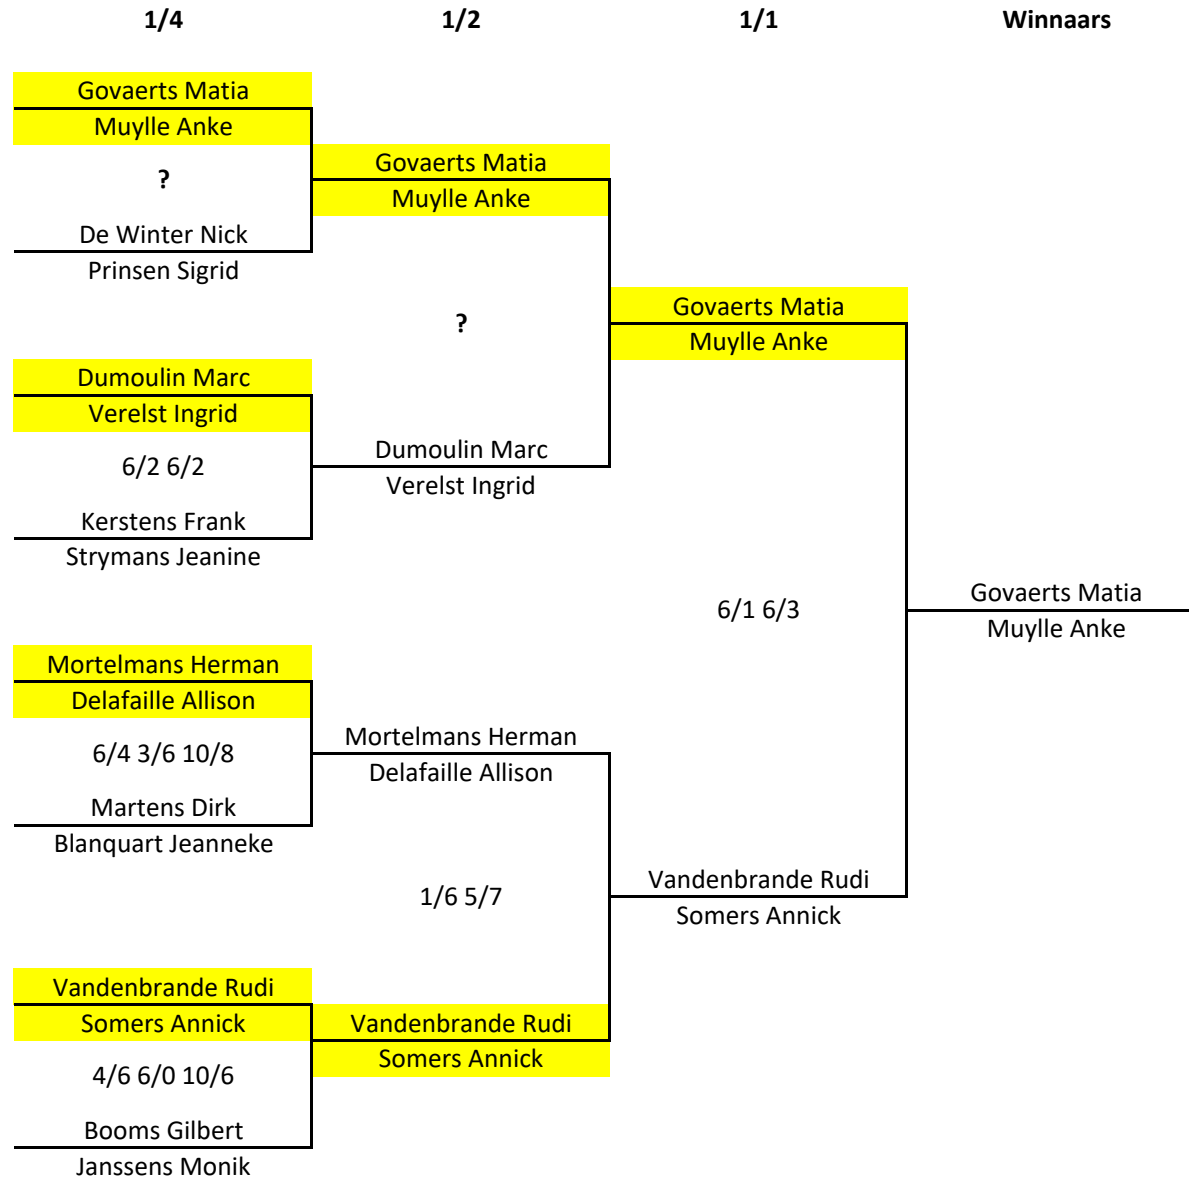 1/4 1/2 1/1 Winnaars
Govaerts Matia
Muylle Anke
?
De Winter Nick
Prinsen Sigrid
Dumoulin Marc
Verelst Ingrid
6/2 6/2
Kerstens Frank
Strymans Jeanine
Mortelmans Herman
Delafaille Allison
6/4 3/6 10/8
Martens Dirk
Blanquart Jeanneke
Vandenbrande Rudi
Somers Annick
4/6 6/0 10/6
Booms Gilbert
Janssens Monik
Govaerts Matia
Muylle Anke
?
Dumoulin Marc
Verelst Ingrid
Mortelmans Herman
Delafaille Allison
1/6 5/7
Vandenbrande Rudi
Somers Annick
Govaerts Matia
Muylle Anke
6/1 6/3
Vandenbrande Rudi
Somers Annick
Govaerts Matia
Muylle Anke